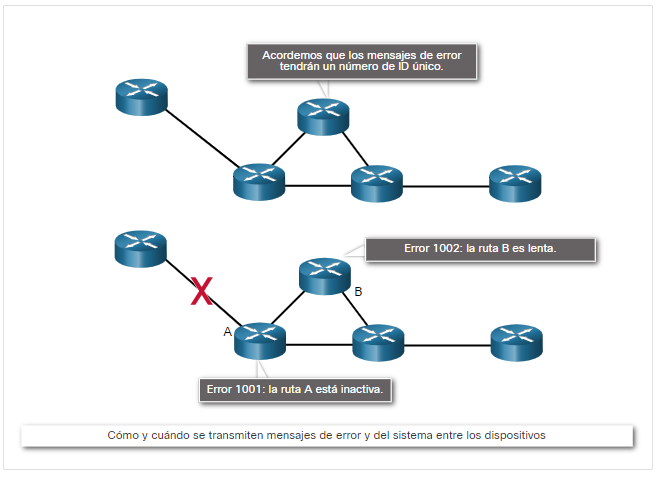 Acordemos que los mensajes de error
tendrán un número de ID único.
Error 1002: la ruta B es lenta.
X
B
A
Error 1001: la ruta A está inactiva.
Cómo y cuándo se transmiten mensajes de error y del sistema entre los dispositivos